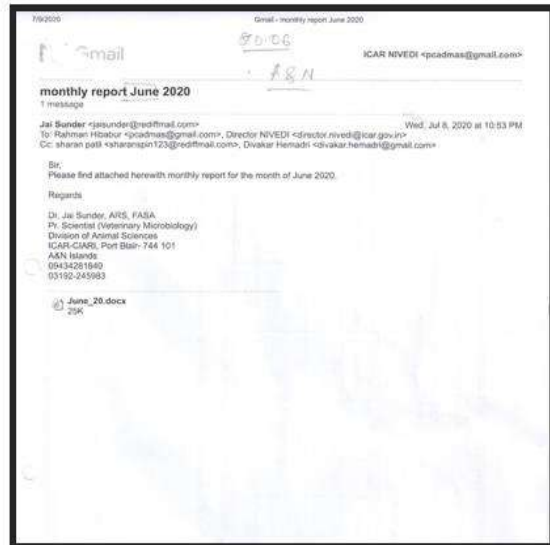 7/9/2020 Gmail - monthly report June 2020
Gmail ICAR NIVEDI <pcadmas@gmail.com>
A&N
monthly report June 2020
1 message
Jai Sunder <jaisunder@rediffmail.com> Wed, Jul 8, 2020 at 10:53 PM
To: Rahman Hibabur <pcadmas@gmail.com>, Director NIVEDI <director.nivedi@icar.gov.in>
Cc: sharan patil <sharanspin123@rediffmail.com>, Divakar Hemadri <divakar.hemadri@gmail.com>
Sir,
Please find attached herewith monthly report for the month of June 2020.
Regards
Dr. Jai Sunder, ARS, FASA
Pr. Scientist (Veterinary Microbiology)
Division of Animal Sciences
ICAR-CIARI, Port Blair- 744 101
A&N Islands
09434281840
03192-245983
June_20.docx
25K